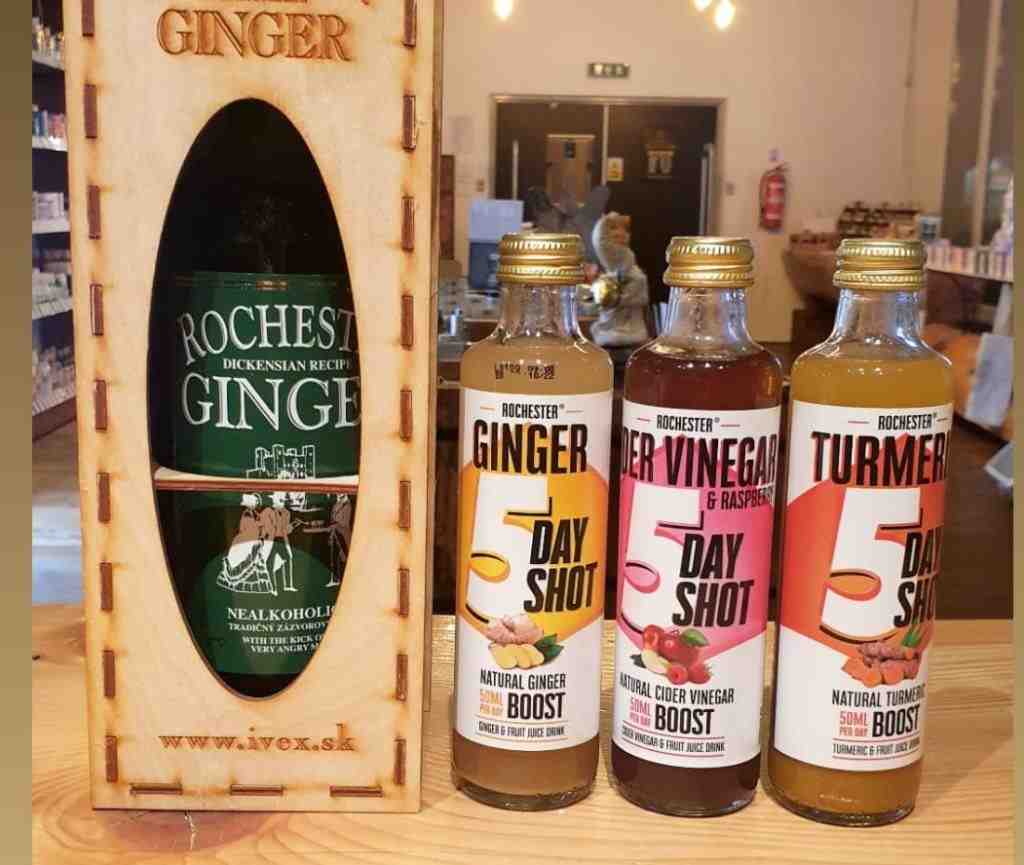 GINGER
ROCHEST
DICKENSIAN RECIPE
GINGE
NEALKOHOLIC
TRADIČNÝ ZÁZVOROV
WITH THE KICK O
VERY ANGRY M
www.ivex.sk
ROCHESTER®
GINGER
5
DAY
SHOT
NATURAL GINGER
50ML
PER DAY
BOOST
GINGER & FRUIT JUICE DRINK
ROCHESTER®
DER VINEGAR
& RASPBERR
5
DAY
SHOT
NATURAL CIDER VINEGAR
50ML
PER DAY
BOOST
CIDER VINEGAR & FRUIT JUICE DRINK
ROCHESTER®
TURMERI
5
DAY
SHOT
NATURAL TURMERIC
50ML
PER DAY
BOOST
TURMERIC & FRUIT JUICE DRINK